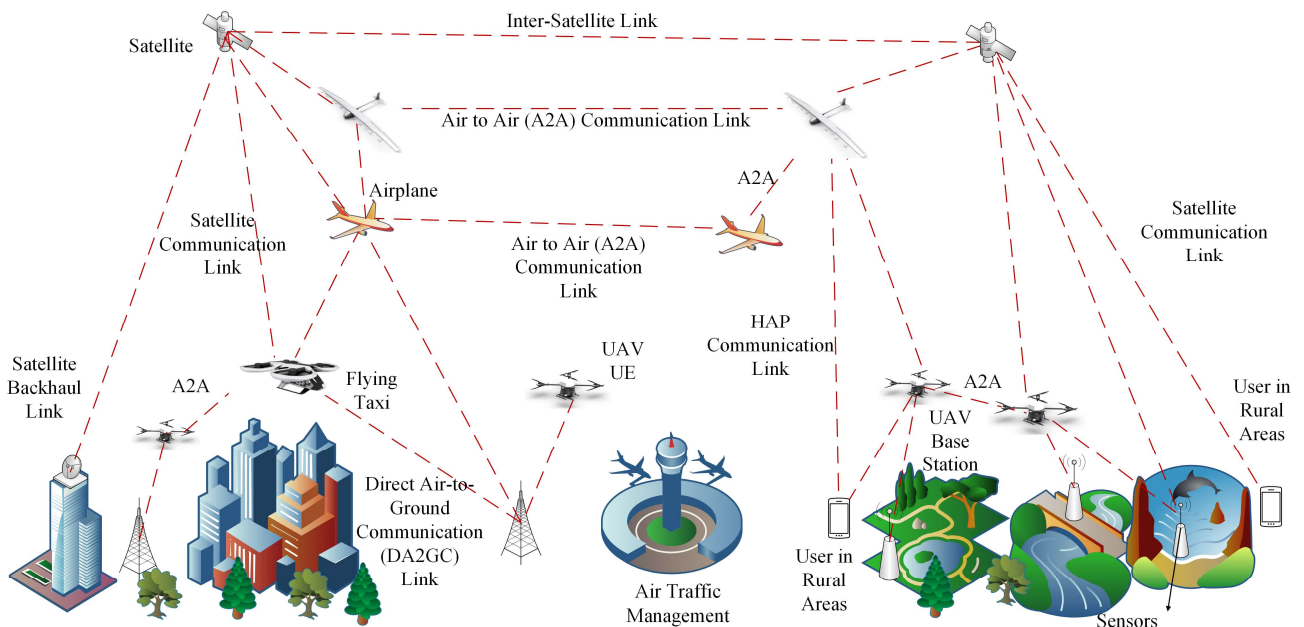 Inter-Satellite Link
Satellite
Air to Air (A2A) Communication Link
Airplane
A2A
Satellite
Communication
Link
Air to Air (A2A)
Communication
Link
Satellite
Communication
Link
HAP
Communication
Link
UAV
UE
Satellite
Backhaul
Link
A2A
Flying
Taxi
A2A
UAV
Base
Station
User in
Rural
Areas
Direct Air-to-
Ground
Communication
(DA2GC)
Link
Air Traffic
Management
User in
Rural
Areas
Sensors